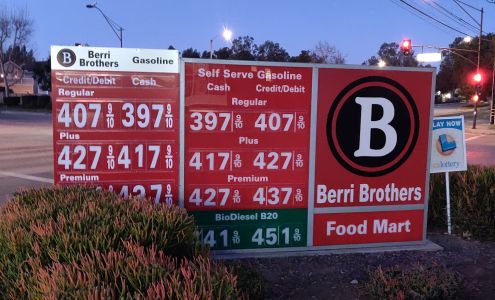 B Berri Brothers Gasoline
Credit/Debit Cash
Regular
407 9/10 397 9/10
Plus
427 9/10 417 9/10
Premium
437 9/10
Self Serve Gasoline
Cash Credit/Debit
Regular
397 9/10 407 9/10
Plus
417 9/10 427 9/10
Premium
427 9/10 437 9/10
BioDiesel B20
41 9/10 451 9/10
B
Berri Brothers
Food Mart
LAY NOW
lottery